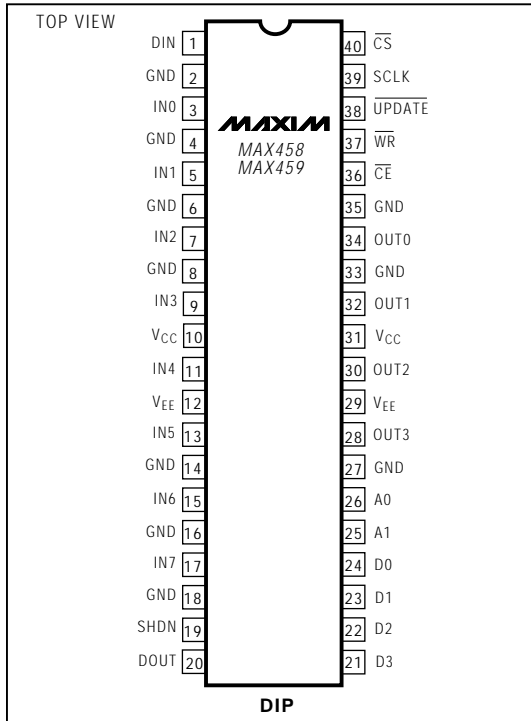 TOP VIEW
DIN 1 40 C̅S̅
GND 2 39 SCLK
IN0 3 38 U̅P̅D̅A̅T̅E̅
MAXIM
GND 4 37 W̅R̅
MAX458
IN1 5 36 C̅E̅
MAX459
GND 6 35 GND
IN2 7 34 OUT0
GND 8 33 GND
IN3 9 32 OUT1
VCC 10 31 VCC
IN4 11 30 OUT2
VEE 12 29 VEE
IN5 13 28 OUT3
GND 14 27 GND
IN6 15 26 A0
GND 16 25 A1
IN7 17 24 D0
GND 18 23 D1
SHDN 19 22 D2
DOUT 20 21 D3
DIP